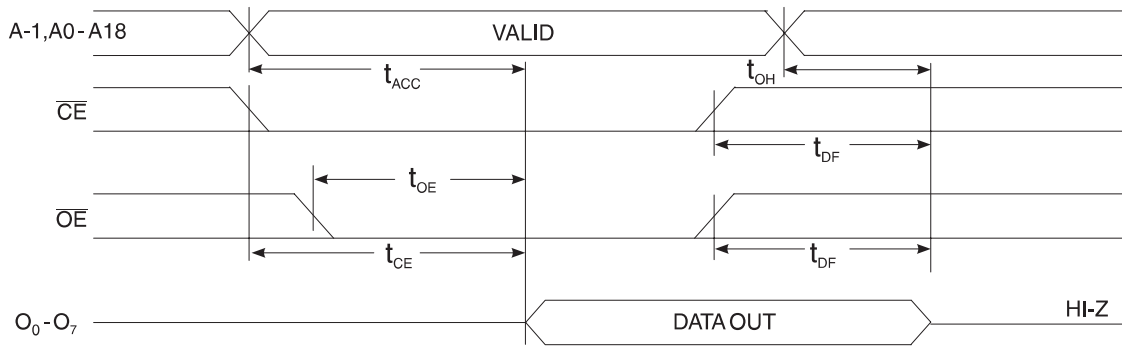 A-1,A0-A18
VALID
tACC
tOH
CE
tDF
tOE
OE
tCE
tDF
O0-O7
DATA OUT
HI-Z